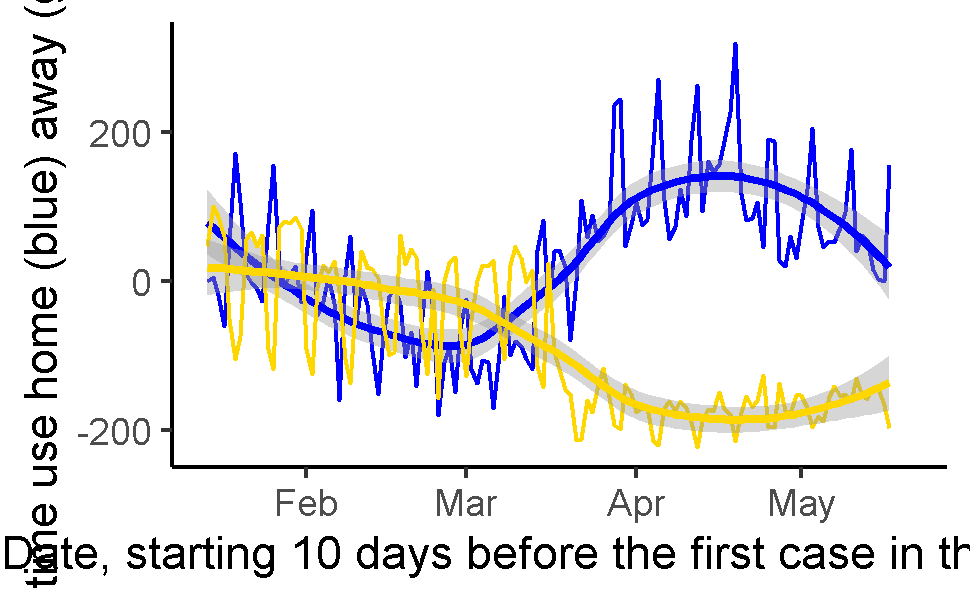 time use home (blue) away (
200
0
-200
Feb Mar Apr May
Date, starting 10 days before the first case in th